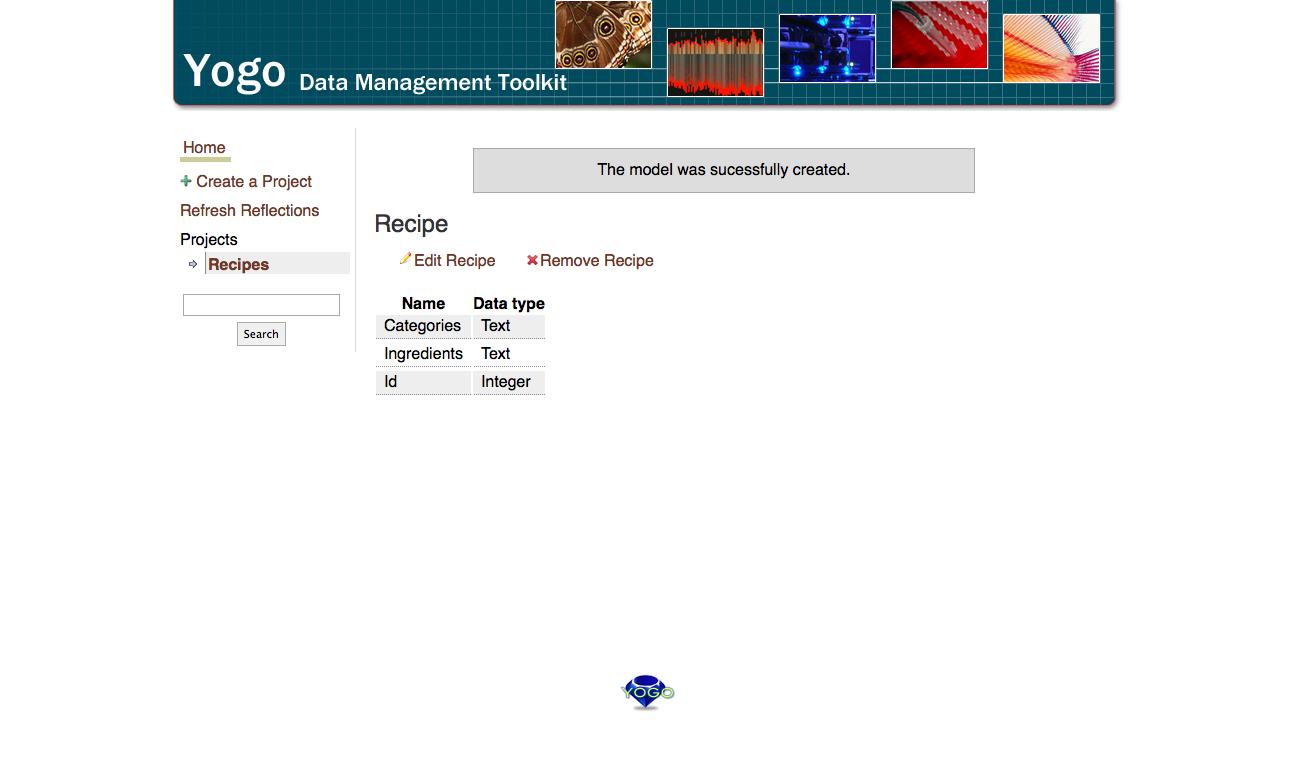 Yogo Data Management Toolkit
Home
Create a Project
Refresh Reflections
Projects
Recipes
Search
The model was sucessfully created.
Recipe
Edit Recipe Remove Recipe
Name Data type
Categories Text
Ingredients Text
Id Integer
YOGO